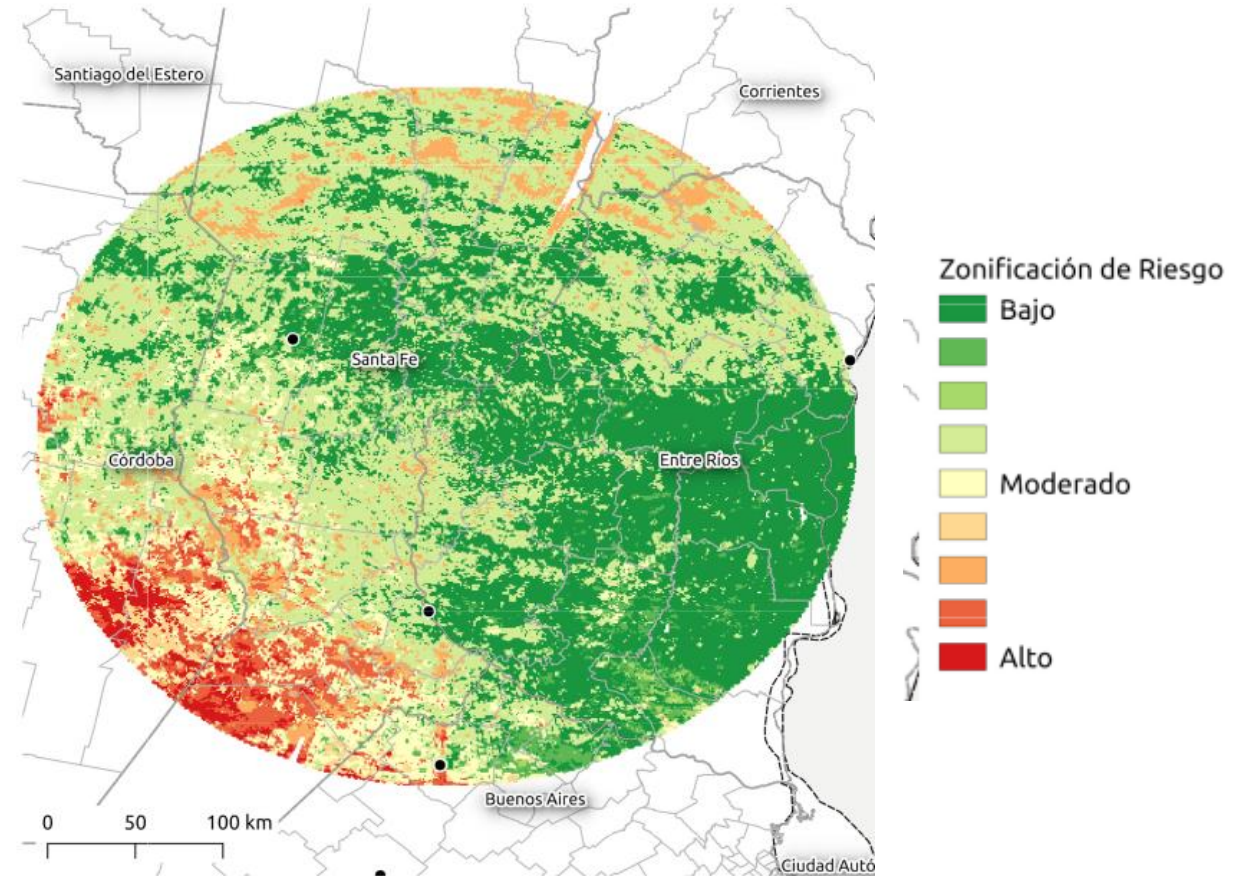 Santiago del Estero
Corrientes
Santa Fe
Córdoba
Entre Ríos
Buenos Aires
Ciudad Autó
0 50 100 km
Zonificación de Riesgo
Bajo
Moderado
Alto